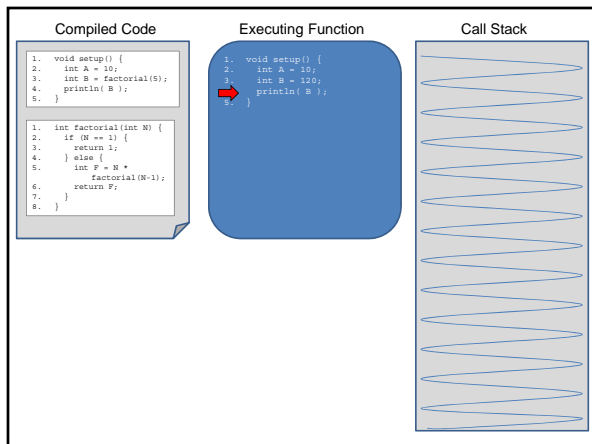 Compiled Code
1. void setup() {
2. int A = 10;
3. int B = factorial(5);
4. println( B );
5. }
1. int factorial(int N) {
2. if (N == 1) {
3. return 1;
4. } else {
5. int F = N *
factorial(N-1);
6. return F;
7. }
8. }
Executing Function
1. void setup() {
2. int A = 10;
3. int B = 120;
println( B );
5. }
Call Stack